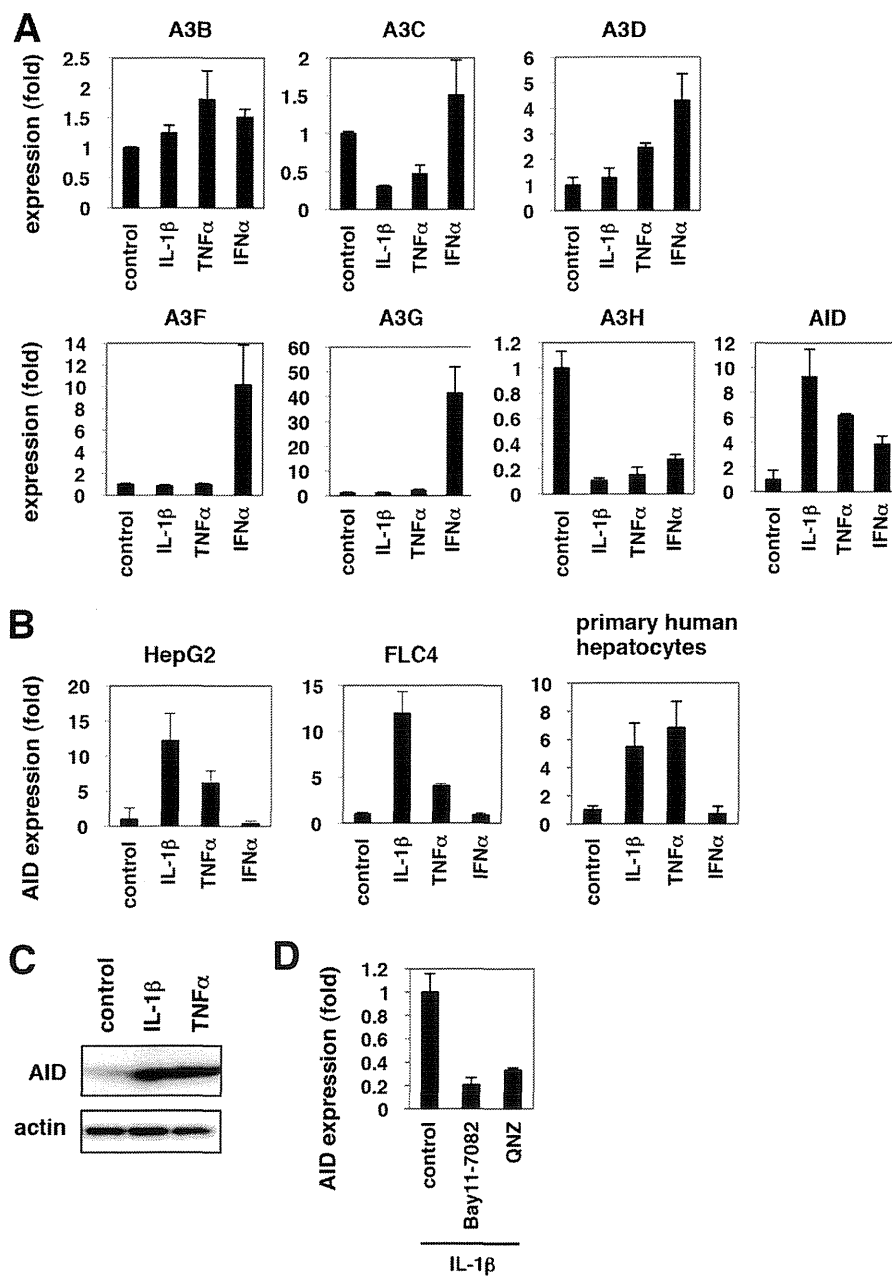 A
A3B
A3C
A3D
expression (fold)
2.5
2
1.5
1
0.5
0
control
IL-1β
TNFα
IFNα
2
1.5
1
0.5
0
control
IL-1β
TNFα
IFNα
6
5
4
3
2
1
0
control
IL-1β
TNFα
IFNα
A3F
A3G
A3H
AID
expression (fold)
14
12
10
8
6
4
2
0
control
IL-1β
TNFα
IFNα
60
50
40
30
20
10
0
control
IL-1β
TNFα
IFNα
1.2
1
0.8
0.6
0.4
0.2
0
control
IL-1β
TNFα
IFNα
12
10
8
6
4
2
0
control
IL-1β
TNFα
IFNα
B
HepG2
FLC4
primary human
hepatocytes
AID expression (fold)
20
15
10
5
0
control
IL-1β
TNFα
IFNα
15
10
5
0
control
IL-1β
TNFα
IFNα
10
8
6
4
2
0
control
IL-1β
TNFα
IFNα
C
control
IL-1β
TNFα
AID
actin
D
AID expression (fold)
1.2
1
0.8
0.6
0.4
0.2
0
control
Bay11-7082
QNZ
IL-1β